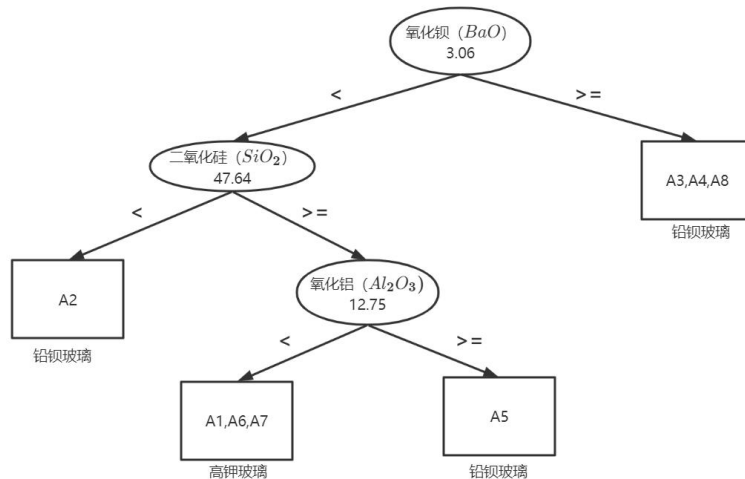 氧化钡（BaO）
3.06
<
>=
二氧化硅（SiO₂）
47.64
A3,A4,A8
铅钡玻璃
<
>=
A2
铅钡玻璃
氧化铝（Al₂O₃）
12.75
<
>=
A1,A6,A7
高钾玻璃
A5
铅钡玻璃